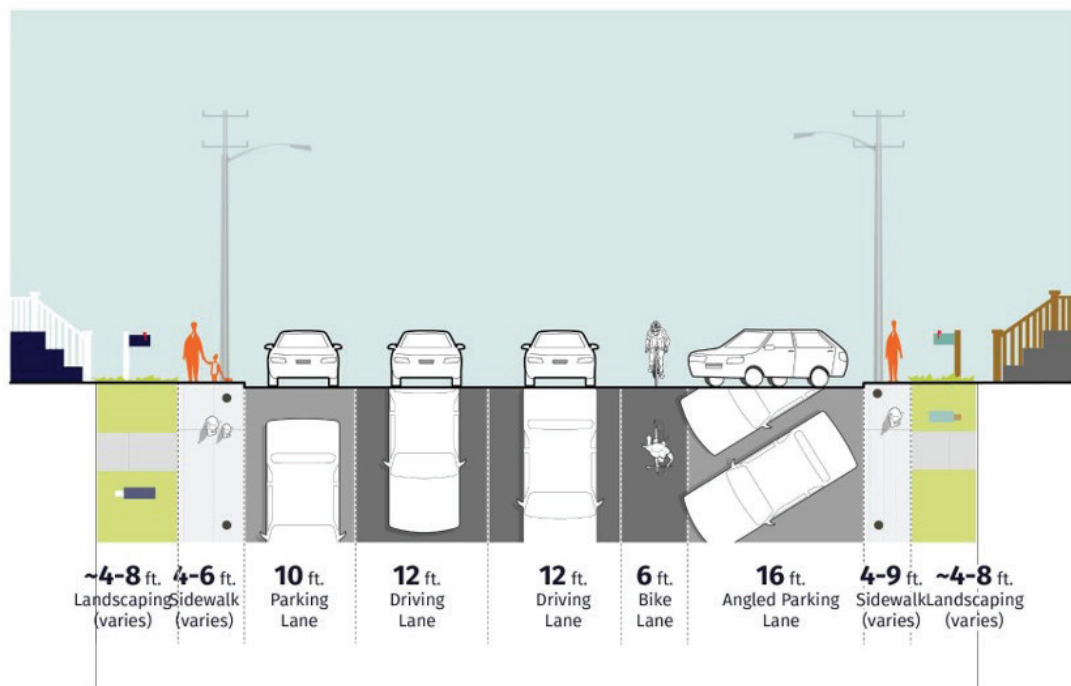 ~4-8 ft.
Landscaping
(varies)
4-6 ft.
Sidewalk
(varies)
10 ft.
Parking
Lane
12 ft.
Driving
Lane
12 ft.
Driving
Lane
6 ft.
Bike
Lane
16 ft.
Angled Parking
Lane
4-9 ft.
Sidewalk
(varies)
~4-8 ft.
Landscaping
(varies)